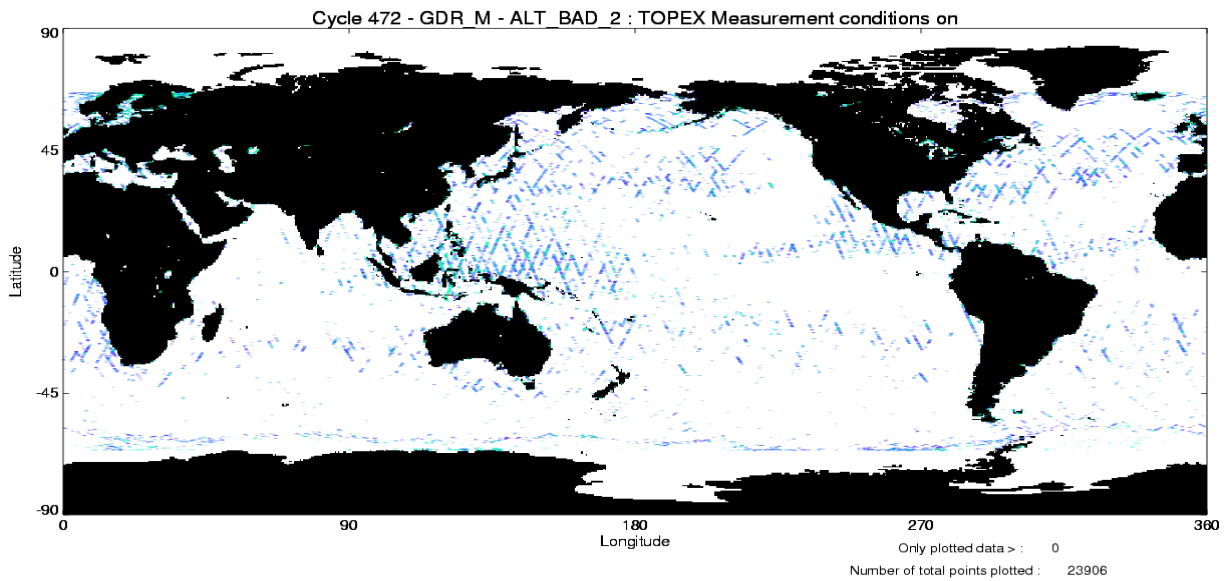 Cycle 472 - GDR_M - ALT_BAD_2 : TOPEX Measurement conditions on
90
45
0
-45
-90
Latitude
0 90 180 270 360
Longitude
Only plotted data > : 0
Number of total points plotted : 23906